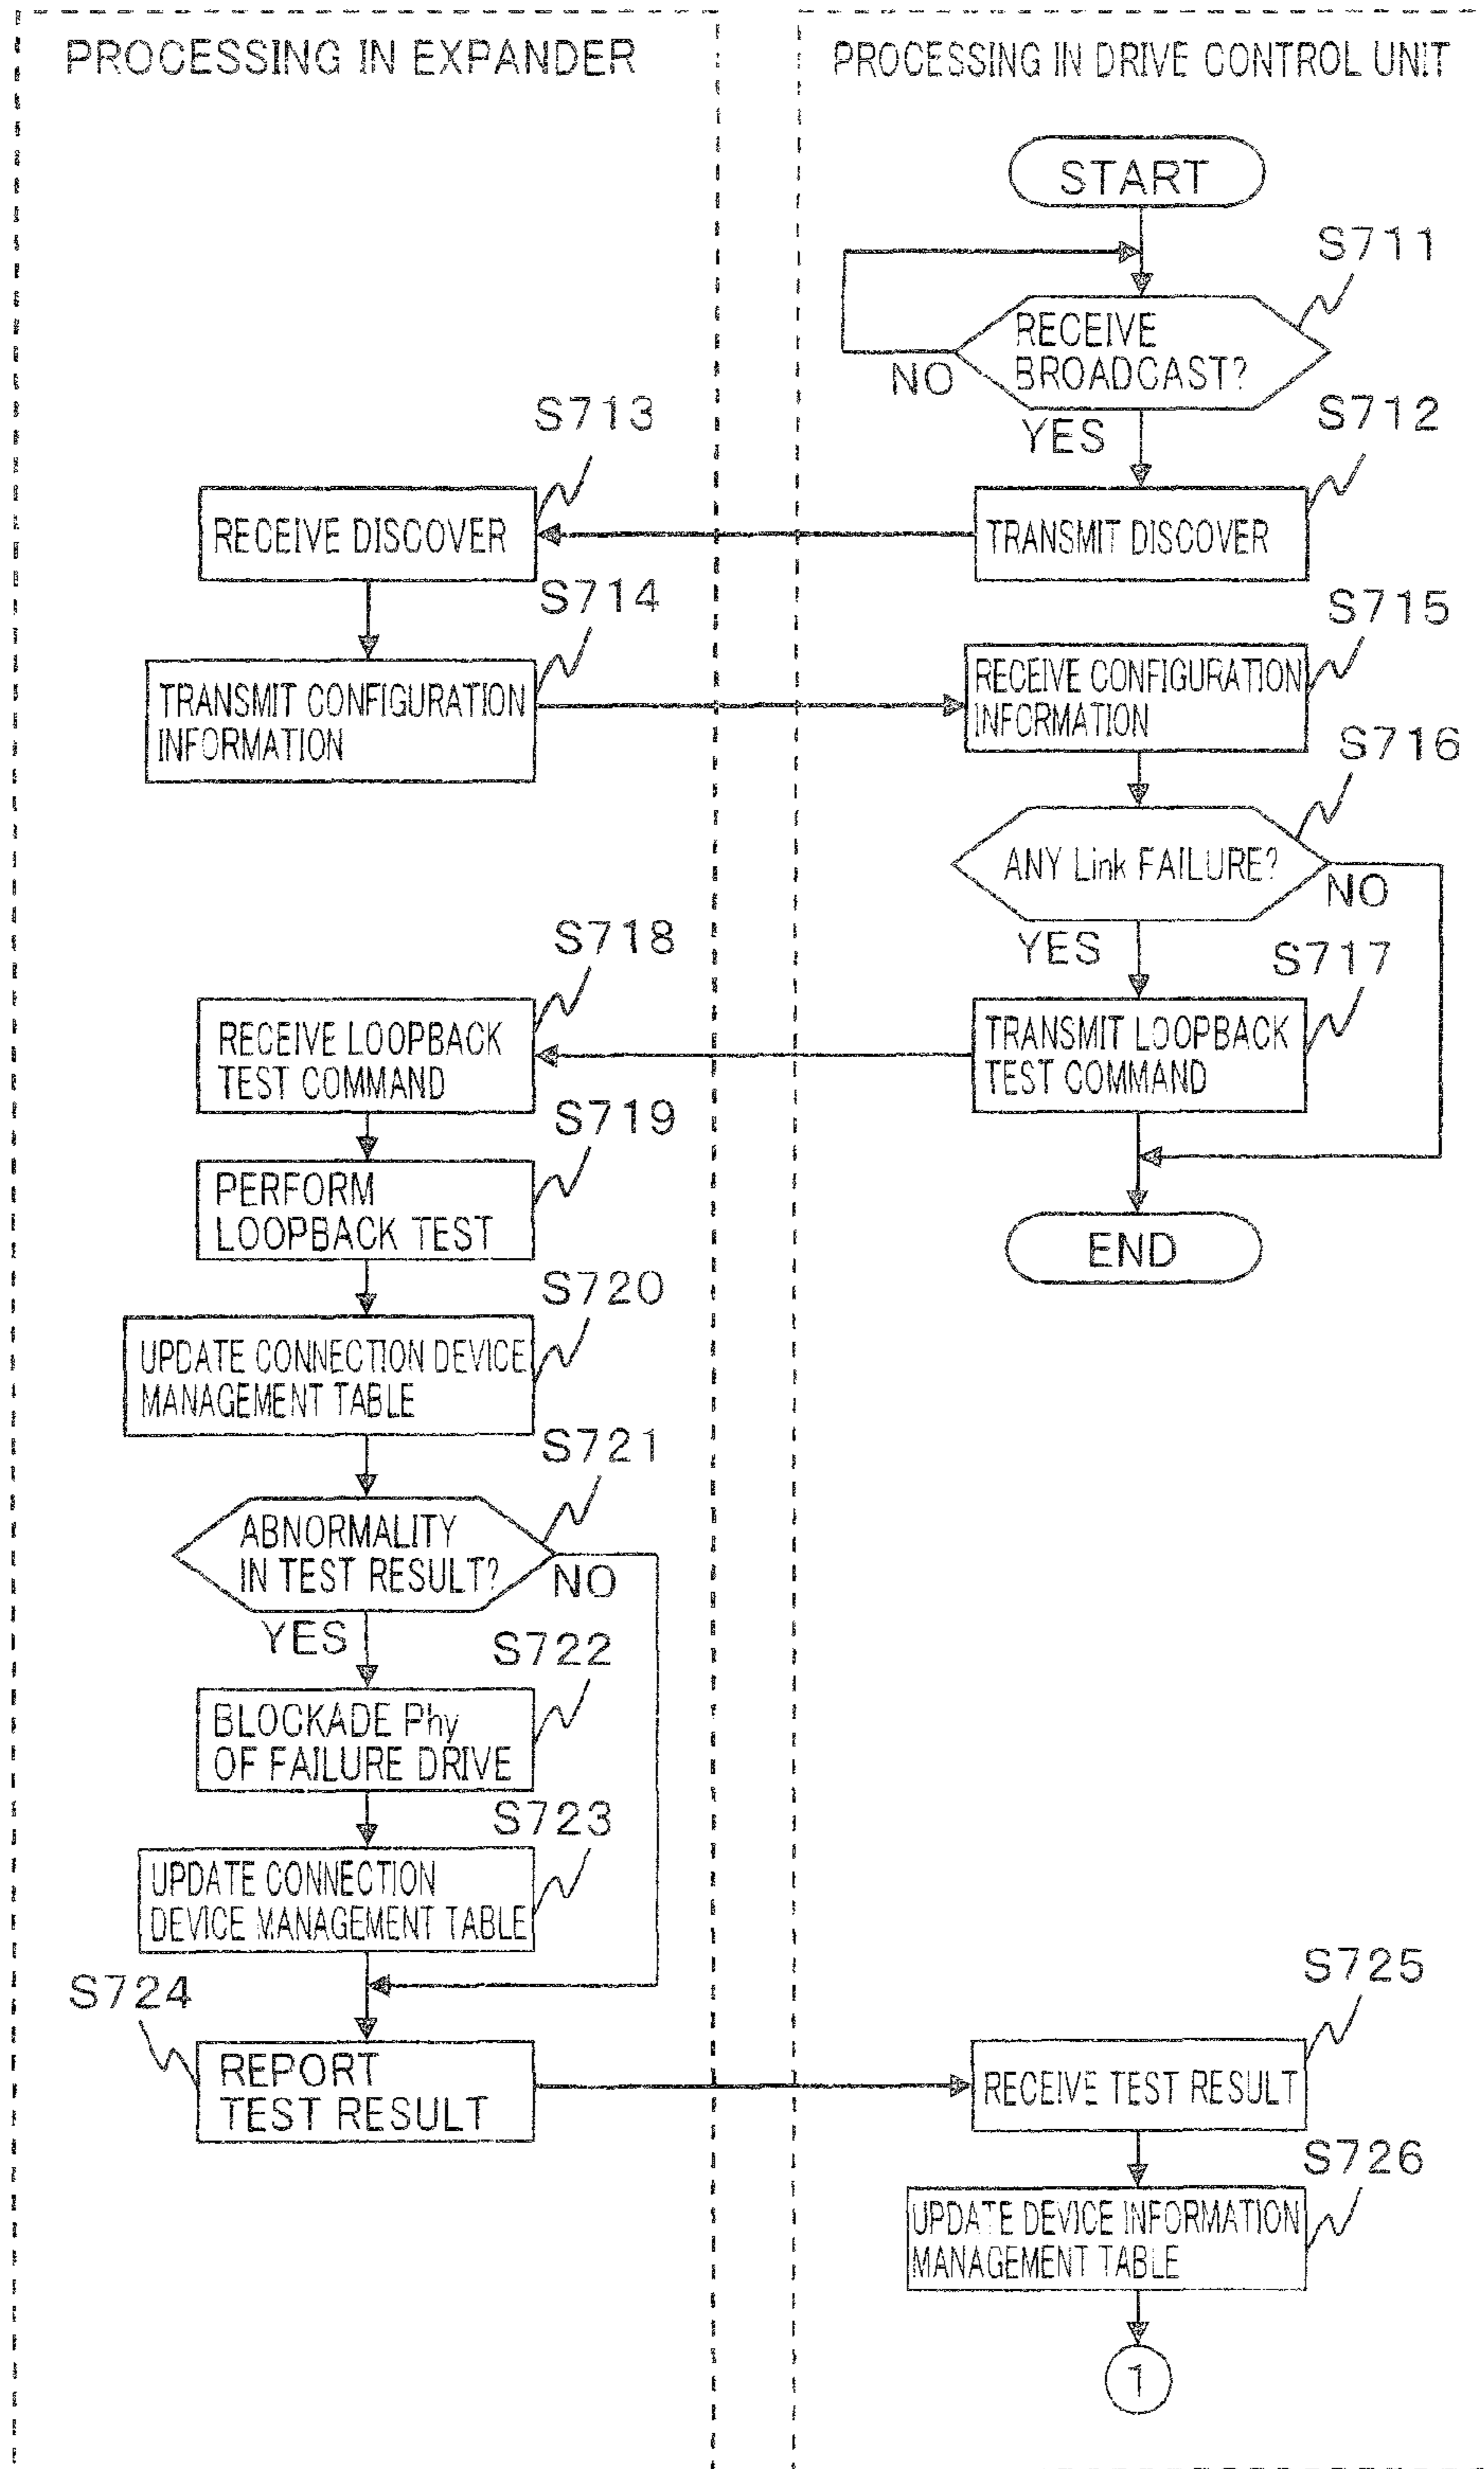 PROCESSING IN EXPANDER
PROCESSING IN DRIVE CONTROL UNIT
START
S711
RECEIVE
BROADCAST?
NO
YES
S712
TRANSMIT DISCOVER
S713
RECEIVE DISCOVER
S714
TRANSMIT CONFIGURATION
INFORMATION
S715
RECEIVE CONFIGURATION
INFORMATION
S716
ANY Link FAILURE?
NO
YES
S717
TRANSMIT LOOPBACK
TEST COMMAND
END
S718
RECEIVE LOOPBACK
TEST COMMAND
S719
PERFORM
LOOPBACK TEST
S720
UPDATE CONNECTION DEVICE
MANAGEMENT TABLE
S721
ABNORMALITY
IN TEST RESULT?
NO
YES
S722
BLOCKADE Phy
OF FAILURE DRIVE
S723
UPDATE CONNECTION
DEVICE MANAGEMENT TABLE
S724
REPORT
TEST RESULT
S725
RECEIVE TEST RESULT
S726
UPDATE DEVICE INFORMATION
MANAGEMENT TABLE
1